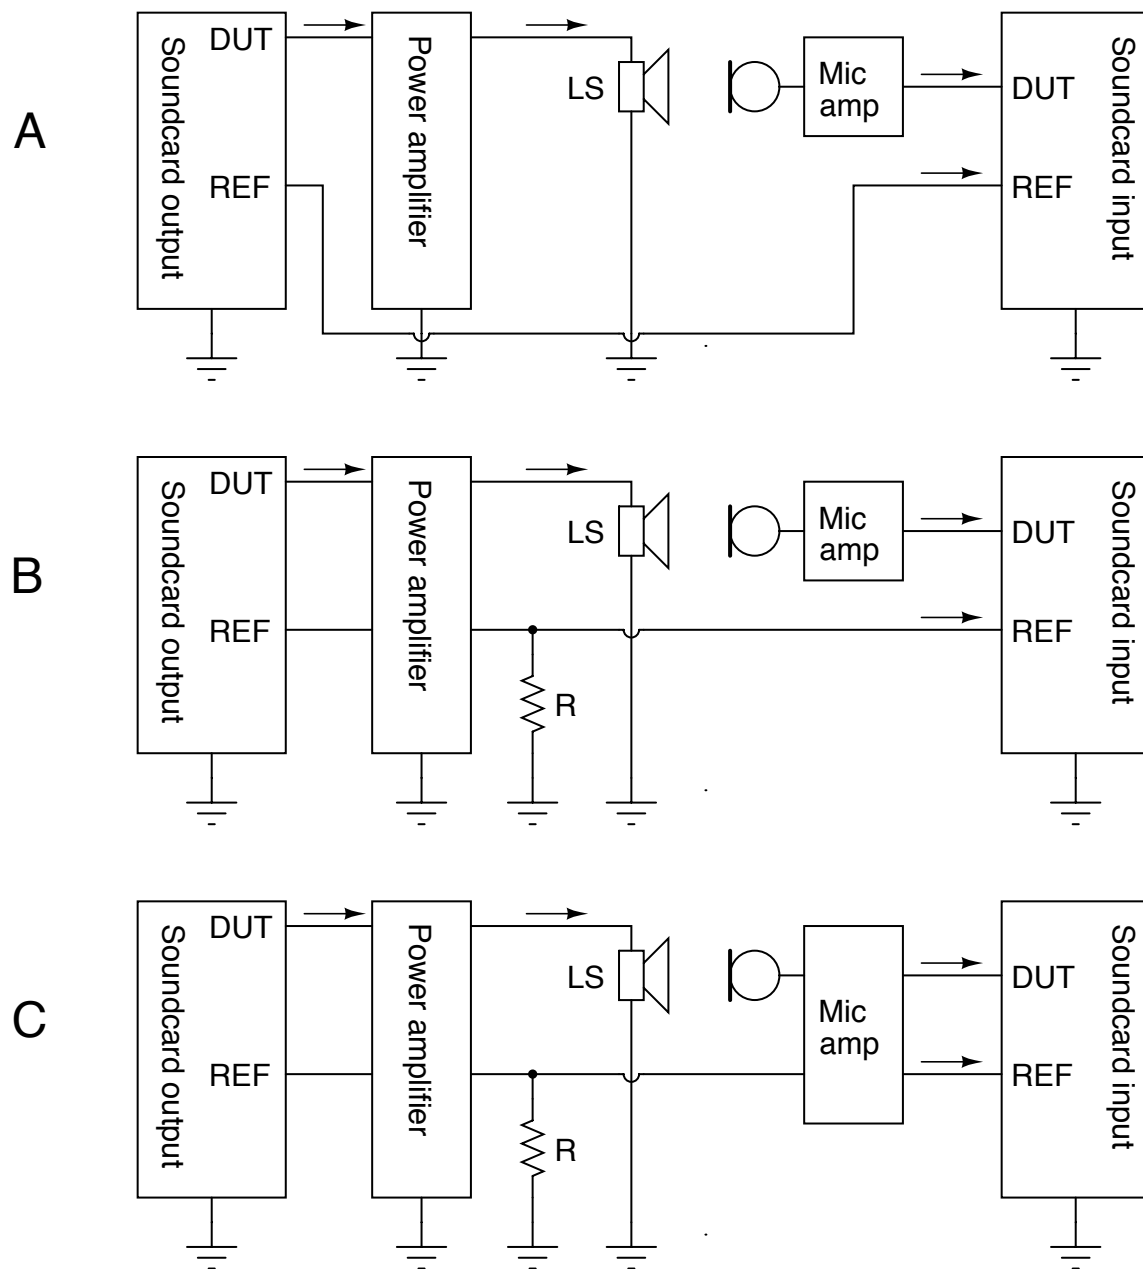 A
Soundcard output
DUT
REF
Power amplifier
LS
Mic
amp
DUT
REF
Soundcard input
B
Soundcard output
DUT
REF
Power amplifier
LS
R
Mic
amp
DUT
REF
Soundcard input
C
Soundcard output
DUT
REF
Power amplifier
LS
R
Mic
amp
DUT
REF
Soundcard input